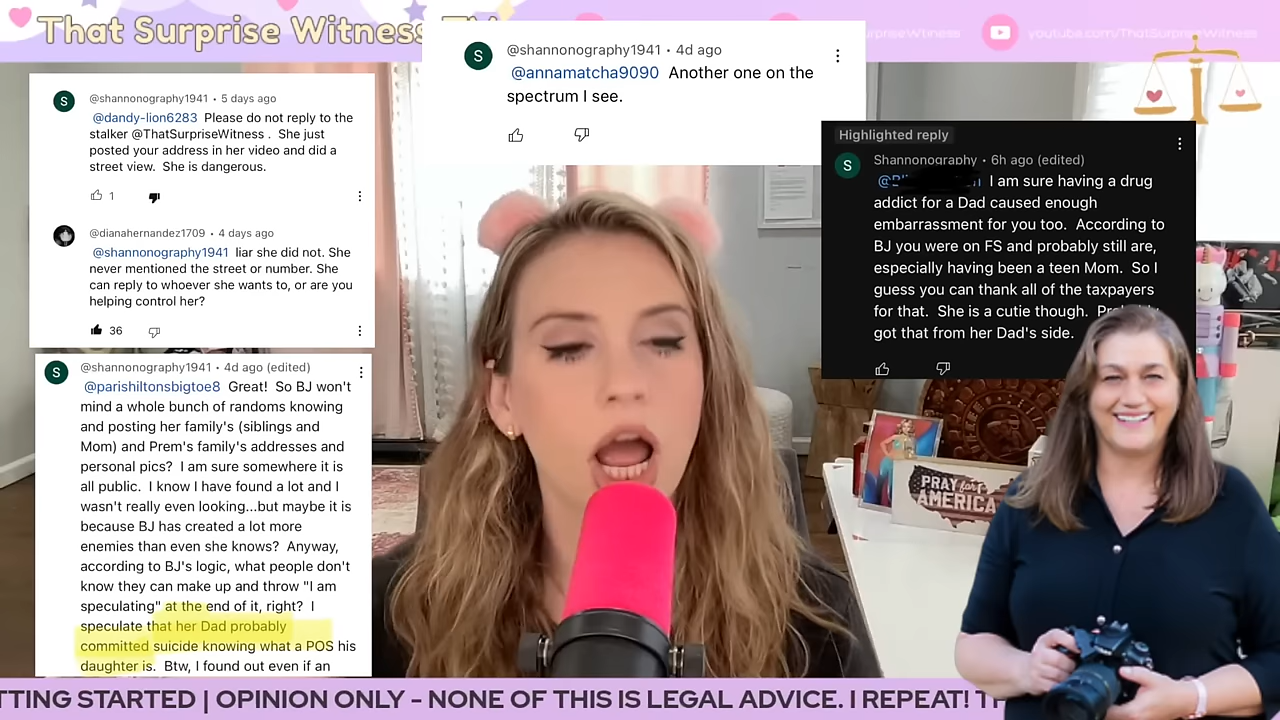 That Surprise Witness TV
youtube.com/ThatSurpriseWitness
S
@shannonography1941 • 4d ago
@annamatcha9090 Another one on the
spectrum I see.
S
@shannonography1941 • 5 days ago
@dandy-lion6283 Please do not reply to the
stalker @ThatSurpriseWitness . She just
posted your address in her video and did a
street view. She is dangerous.
1
@dianahernandez1709 • 4 days ago
@shannonography1941 liar she did not. She
never mentioned the street or number. She
can reply to whoever she wants to, or are you
helping control her?
36
S
@shannonography1941 • 4d ago (edited)
@parishiltonsbigtoe8 Great! So BJ won't
mind a whole bunch of randoms knowing
and posting her family's (siblings and
Mom) and Prem's family's addresses and
personal pics? I am sure somewhere it is
all public. I know I have found a lot and I
wasn't really even looking...but maybe it is
because BJ has created a lot more
enemies than even she knows? Anyway,
according to BJ's logic, what people don't
know they can make up and throw "I am
speculating" at the end of it, right? I
speculate that her Dad probably
committed suicide knowing what a POS his
daughter is. Btw, I found out even if an
Highlighted reply
S
Shannonography • 6h ago (edited)
I am sure having a drug
addict for a Dad caused enough
embarrassment for you too. According to
BJ you were on FS and probably still are,
especially having been a teen Mom. So I
guess you can thank all of the taxpayers
for that. She is a cutie though.
got that from her Dad's side.
PRAY for
AMERICA
TTING STARTED | OPINION ONLY - NONE OF THIS IS LEGAL ADVICE. I REPEAT!